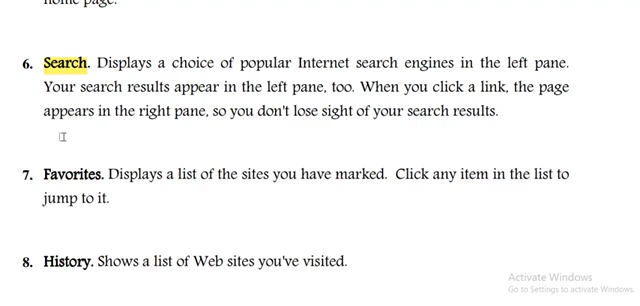 home page.
6. Search. Displays a choice of popular Internet search engines in the left pane.
Your search results appear in the left pane, too. When you click a link, the page
appears in the right pane, so you don't lose sight of your search results.
7. Favorites. Displays a list of the sites you have marked. Click any item in the list to
jump to it.
8. History. Shows a list of Web sites you've visited.
Activate Windows
Go to Settings to activate Windows.